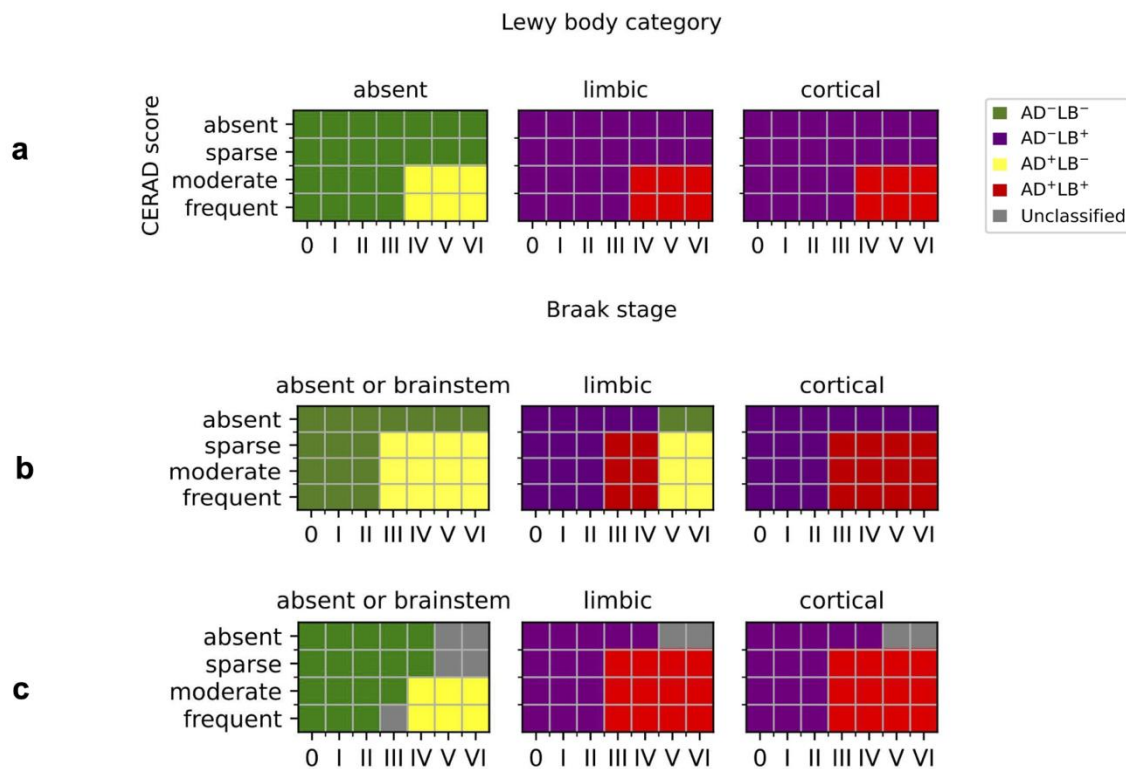 Lewy body category
absent limbic cortical
a
CERAD score
absent
sparse
moderate
frequent
0 I II III IV V VI 0 I II III IV V VI 0 I II III IV V VI
AD⁻LB⁻
AD⁻LB⁺
AD⁺LB⁻
AD⁺LB⁺
Unclassified
Braak stage
absent or brainstem limbic cortical
b
absent
sparse
moderate
frequent
0 I II III IV V VI 0 I II III IV V VI 0 I II III IV V VI
absent or brainstem limbic cortical
c
absent
sparse
moderate
frequent
0 I II III IV V VI 0 I II III IV V VI 0 I II III IV V VI